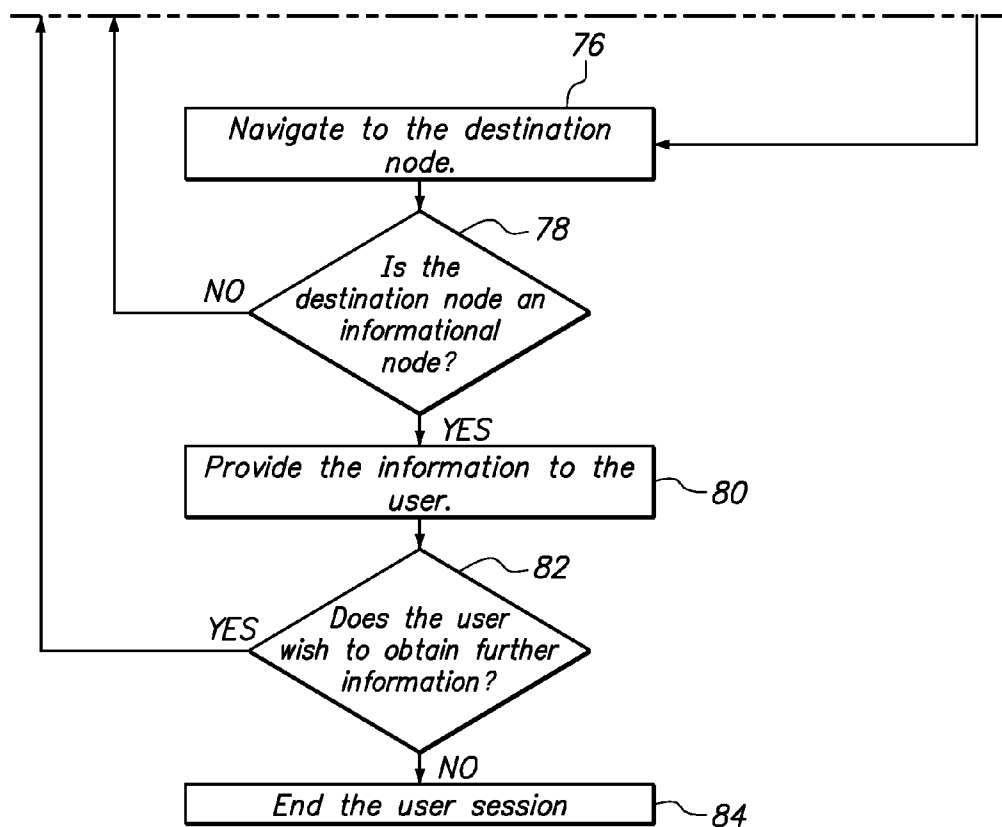 76
Navigate to the destination
node.
78
Is the
NO
destination node an
informational
node?
YES
Provide the information to the
user.
80
82
Does the user
YES
wish to obtain further
information?
NO
End the user session
84